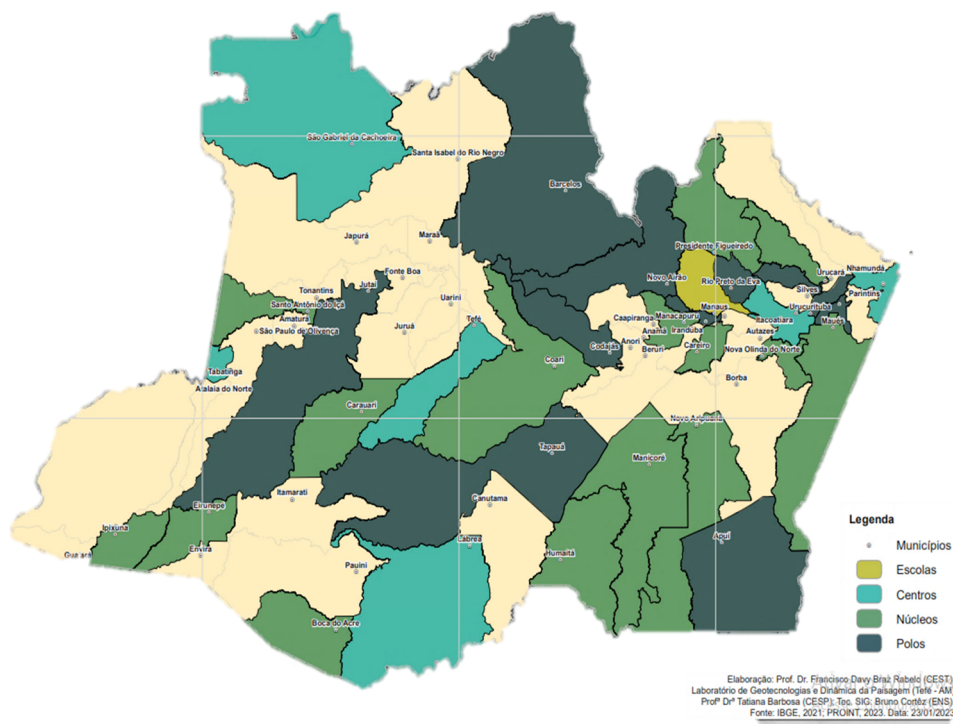 São Gabriel da Cachoeira
Santa Isabel do Rio Negro
Barcelos
Japurá
Maraã
Presidente Figueiredo
Fonte Boa
Jutaí
Novo Airão
Rio Preto da Eva
Urucará
Nhamundá
Tonantins
Uarini
Silves
Parintins
Santo Antônio do Içá
Manaus
Urucurituba
Amaturá
Tefé
Caapiranga
Manacapuru
Itacoatiara
Maués
São Paulo de Olivença
Juruá
Anamã
Iranduba
Autazes
Codajás
Anori
Beruri
Careiro
Nova Olinda do Norte
Coari
Tabatinga
Atalaia do Norte
Borba
Carauari
Novo Aripuanã
Tapauá
Manicoré
Itamarati
Canutama
Eirunepe
Ipixuna
Envira
Guajará
Lábrea
Apuí
Humaitá
Pauini
Boca do Acre
Legenda
Municípios
Escolas
Centros
Núcleos
Polos
Elaboração: Prof. Dr. Francisco Davy Braz Rabelo (CEST)
Laboratório de Geotecnologias e Dinâmica da Paisagem (Tefé - AM)
Profª Drª Tatiana Barbosa (CESP); Tec. SIG: Bruno Cortêz (ENS)
Fonte: IBGE, 2021; PROINT, 2023. Data: 23/01/2023